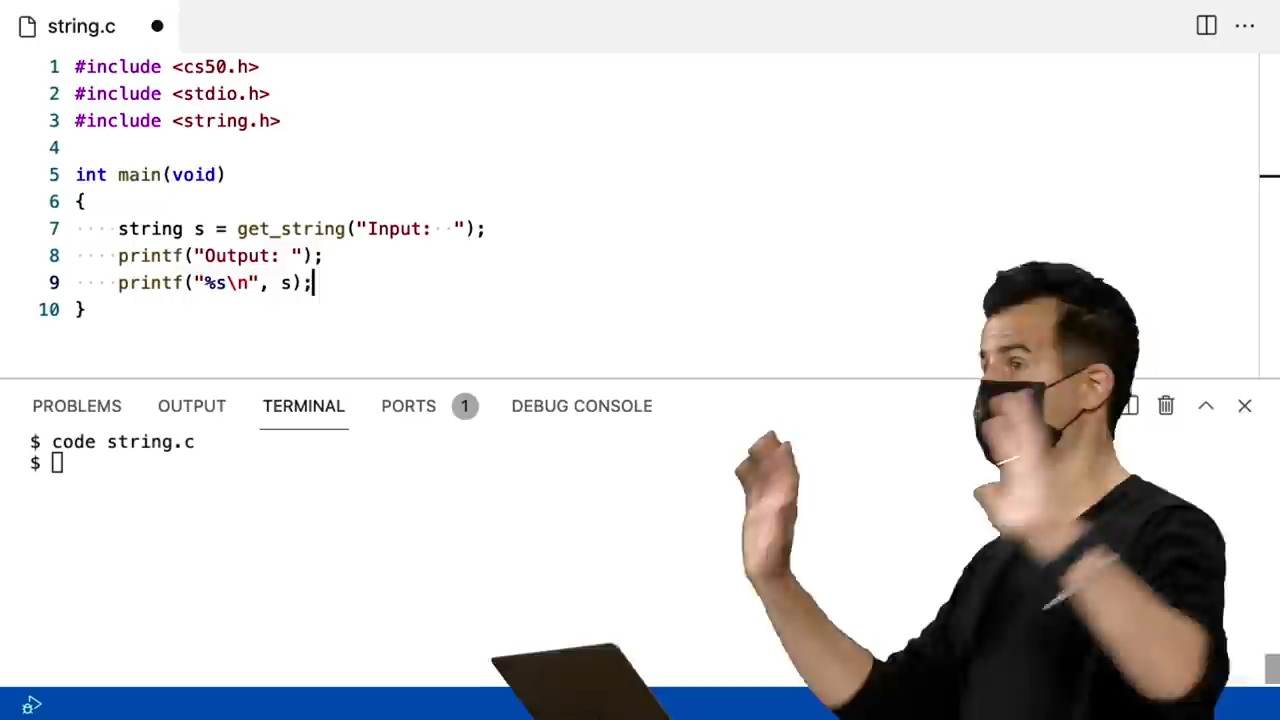 string.c
1 #include <cs50.h>
2 #include <stdio.h>
3 #include <string.h>
4
5 int main(void)
6 {
7 string s = get_string("Input:  ");
8 printf("Output: ");
9 printf("%s\n", s);
10 }
PROBLEMS OUTPUT TERMINAL PORTS 1 DEBUG CONSOLE
$ code string.c
$